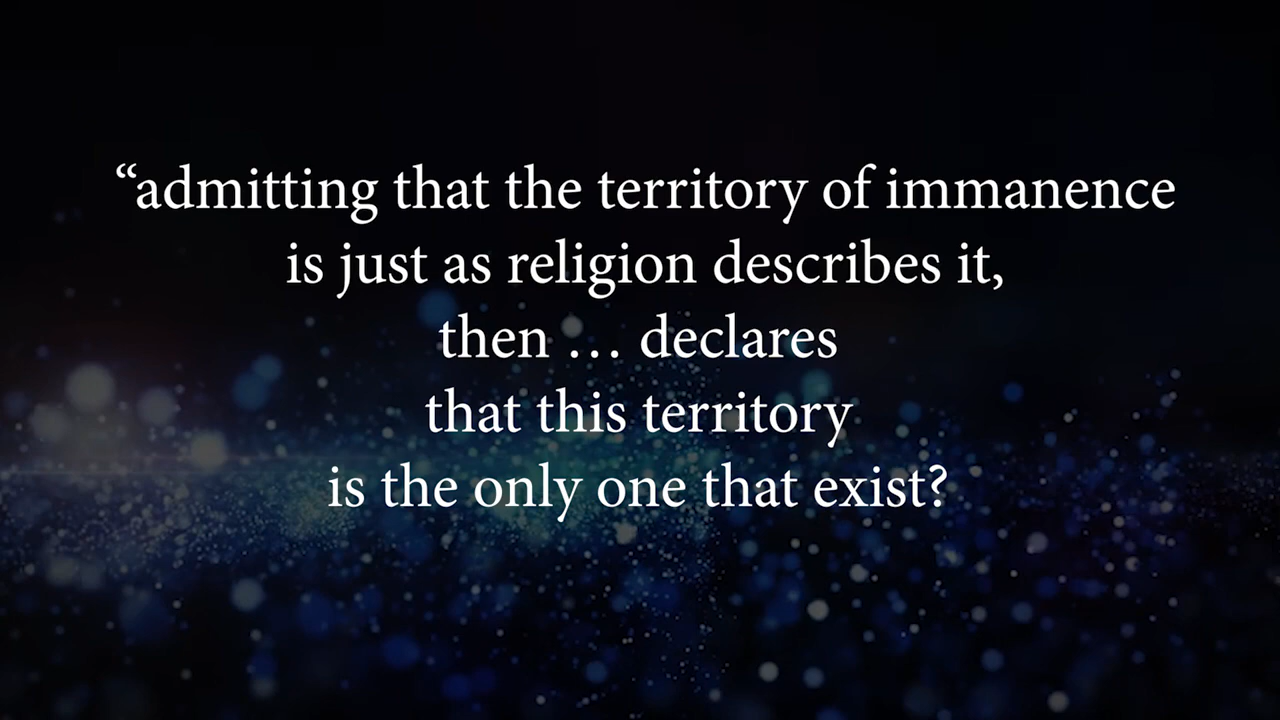 “admitting that the territory of immanence
is just as religion describes it,
then … declares
that this territory
is the only one that exist?